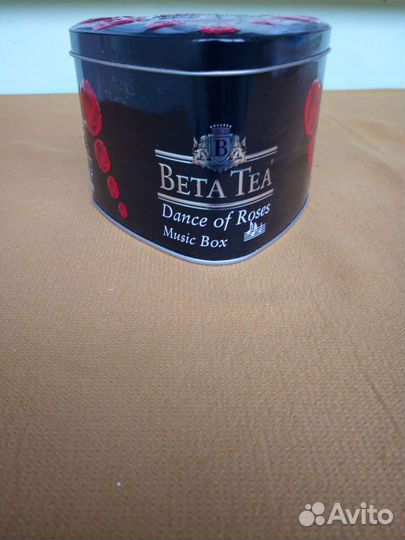 B
BETA TEA®
Dance of Roses
Music Box
Avito